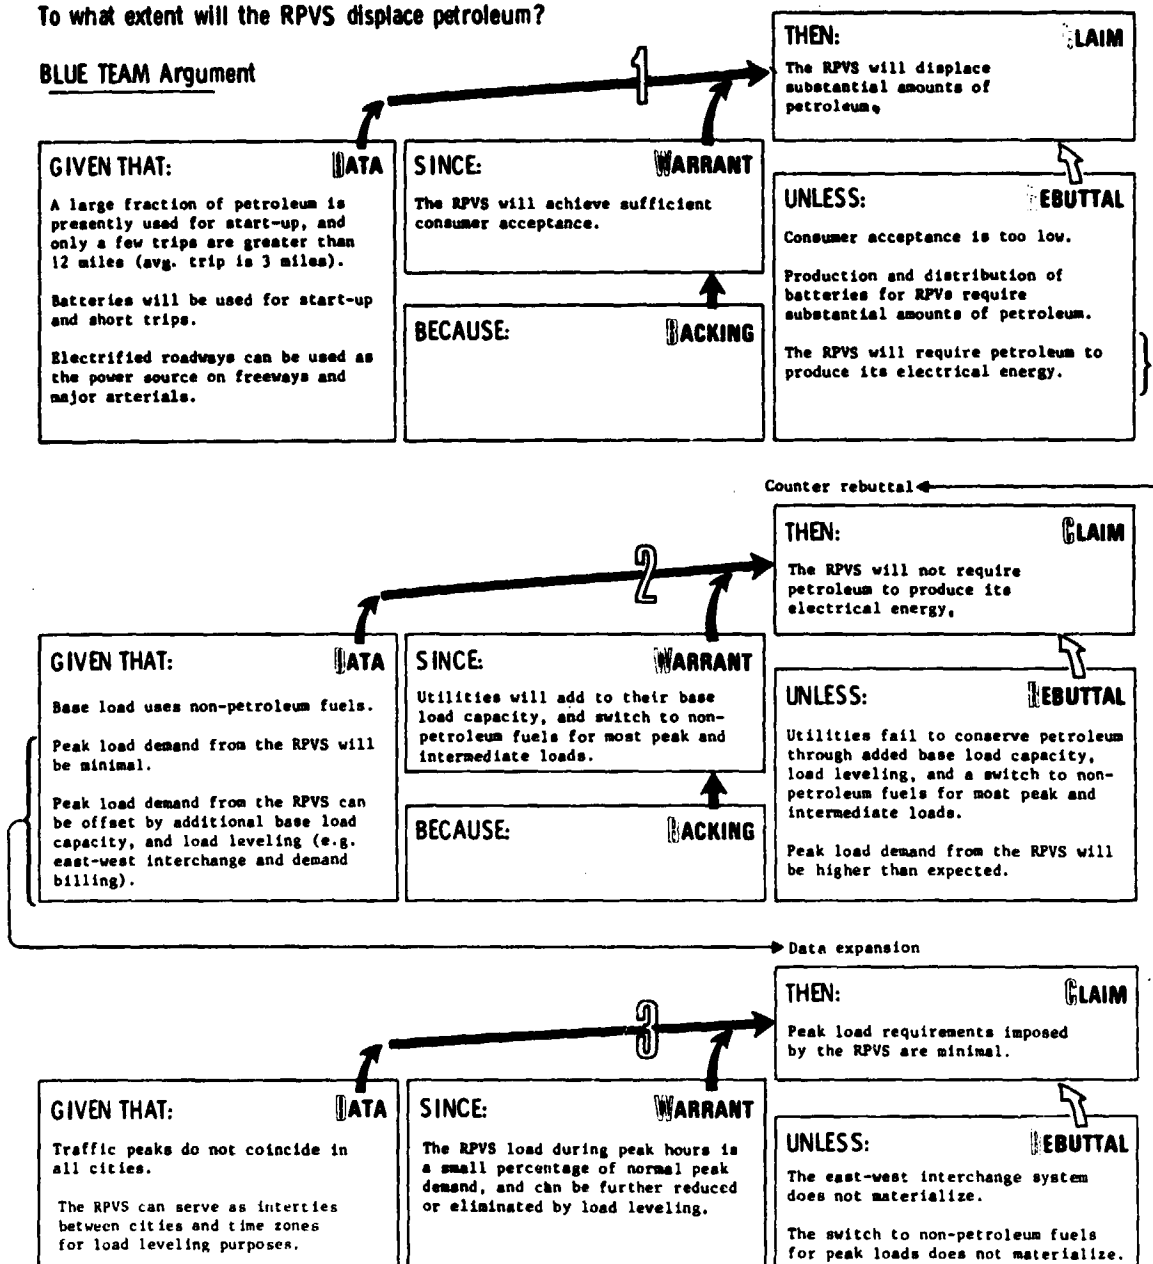 To what extent will the RPVS displace petroleum?
BLUE TEAM Argument
1
THEN: CLAIM
The RPVS will displace
substantial amounts of
petroleum.
GIVEN THAT: DATA
A large fraction of petroleum is
presently used for start-up, and
only a few trips are greater than
12 miles (avg. trip is 3 miles).
Batteries will be used for start-up
and short trips.
Electrified roadways can be used as
the power source on freeways and
major arterials.
SINCE: WARRANT
The RPVS will achieve sufficient
consumer acceptance.
BECAUSE: BACKING
UNLESS: REBUTTAL
Consumer acceptance is too low.
Production and distribution of
batteries for RPVs require
substantial amounts of petroleum.
The RPVS will require petroleum to
produce its electrical energy.
Counter rebuttal
2
THEN: CLAIM
The RPVS will not require
petroleum to produce its
electrical energy.
GIVEN THAT: DATA
Base load uses non-petroleum fuels.
Peak load demand from the RPVS will
be minimal.
Peak load demand from the RPVS can
be offset by additional base load
capacity, and load leveling (e.g.
east-west interchange and demand
billing).
SINCE: WARRANT
Utilities will add to their base
load capacity, and switch to non-
petroleum fuels for most peak and
intermediate loads.
BECAUSE: BACKING
UNLESS: REBUTTAL
Utilities fail to conserve petroleum
through added base load capacity,
load leveling, and a switch to non-
petroleum fuels for most peak and
intermediate loads.
Peak load demand from the RPVS will
be higher than expected.
Data expansion
3
THEN: CLAIM
Peak load requirements imposed
by the RPVS are minimal.
GIVEN THAT: DATA
Traffic peaks do not coincide in
all cities.
The RPVS can serve as interties
between cities and time zones
for load leveling purposes.
SINCE: WARRANT
The RPVS load during peak hours is
a small percentage of normal peak
demand, and can be further reduced
or eliminated by load leveling.
UNLESS: REBUTTAL
The east-west interchange system
does not materialize.
The switch to non-petroleum fuels
for peak loads does not materialize.